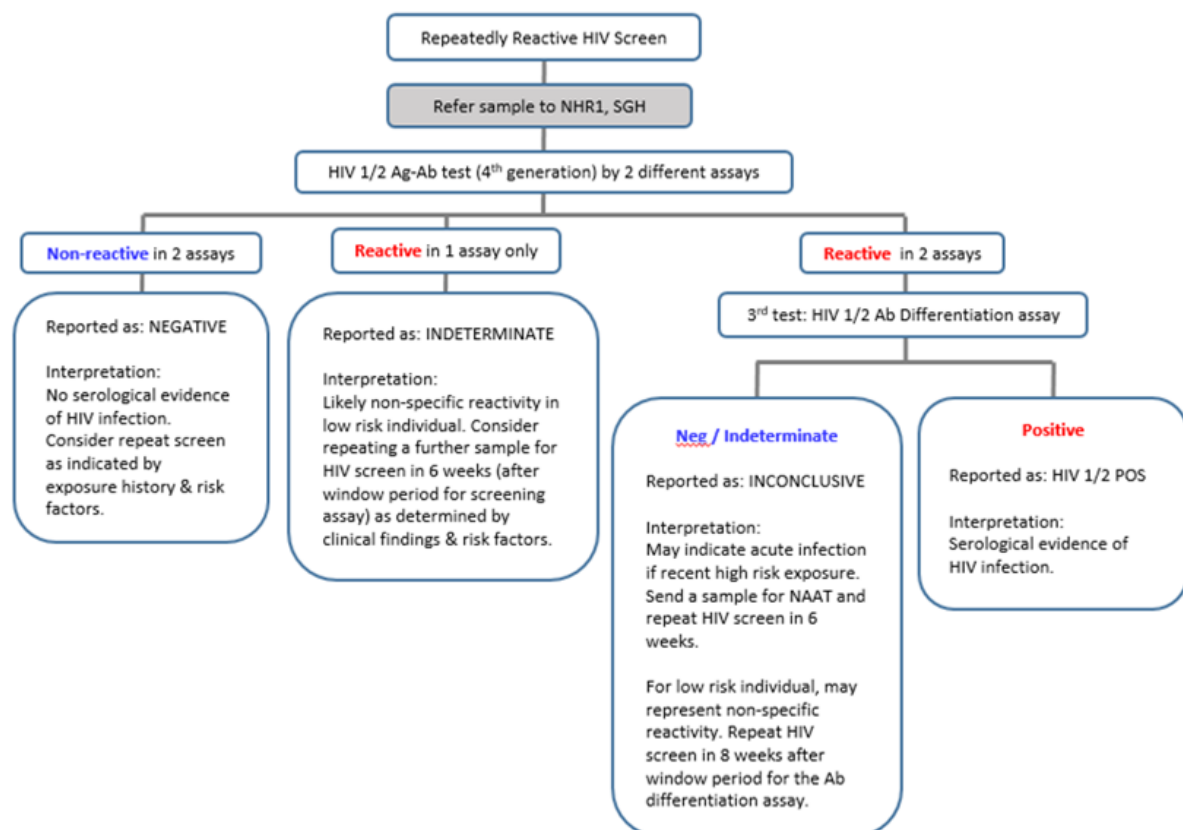 Repeatedly Reactive HIV Screen
Refer sample to NHR1, SGH
HIV 1/2 Ag-Ab test (4th generation) by 2 different assays
Non-reactive in 2 assays
Reported as: NEGATIVE
Interpretation:
No serological evidence
of HIV infection.
Consider repeat screen
as indicated by
exposure history & risk
factors.
Reactive in 1 assay only
Reported as: INDETERMINATE
Interpretation:
Likely non-specific reactivity in
low risk individual. Consider
repeating a further sample for
HIV screen in 6 weeks (after
window period for screening
assay) as determined by
clinical findings & risk factors.
Reactive in 2 assays
3rd test: HIV 1/2 Ab Differentiation assay
Neg / Indeterminate
Reported as: INCONCLUSIVE
Interpretation:
May indicate acute infection
if recent high risk exposure.
Send a sample for NAAT and
repeat HIV screen in 6
weeks.
For low risk individual, may
represent non-specific
reactivity. Repeat HIV
screen in 8 weeks after
window period for the Ab
differentiation assay.
Positive
Reported as: HIV 1/2 POS
Interpretation:
Serological evidence of
HIV infection.